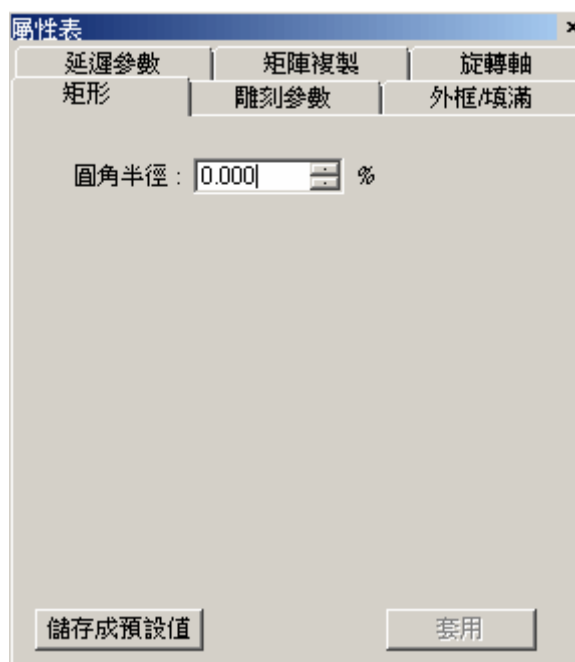 屬性表
延遲參數 矩陣複製 旋轉軸
矩形 雕刻參數 外框/填滿
圓角半徑 : 0.000 %
儲存成預設值 套用